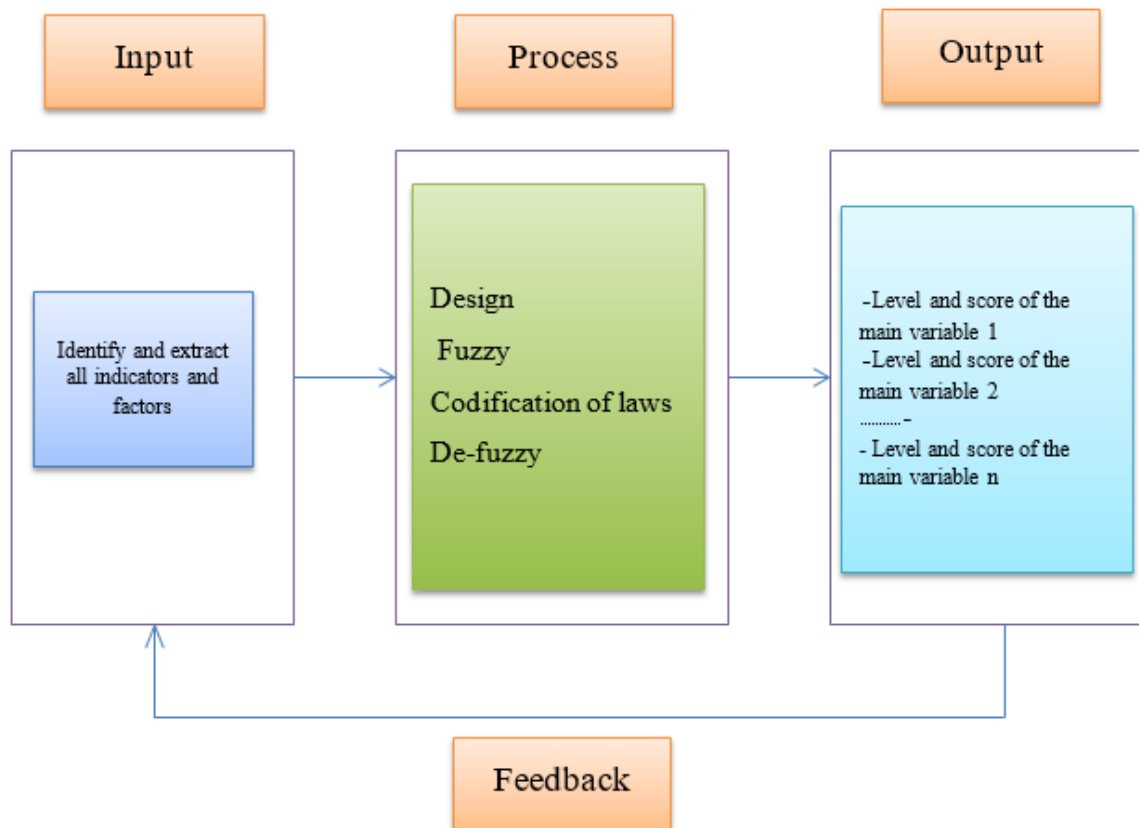 Input
Process
Output
Identify and extract
all indicators and
factors
Design
Fuzzy
Codification of laws
De-fuzzy
-Level and score of the
main variable 1
-Level and score of the
main variable 2
...........-
- Level and score of the
main variable n
Feedback